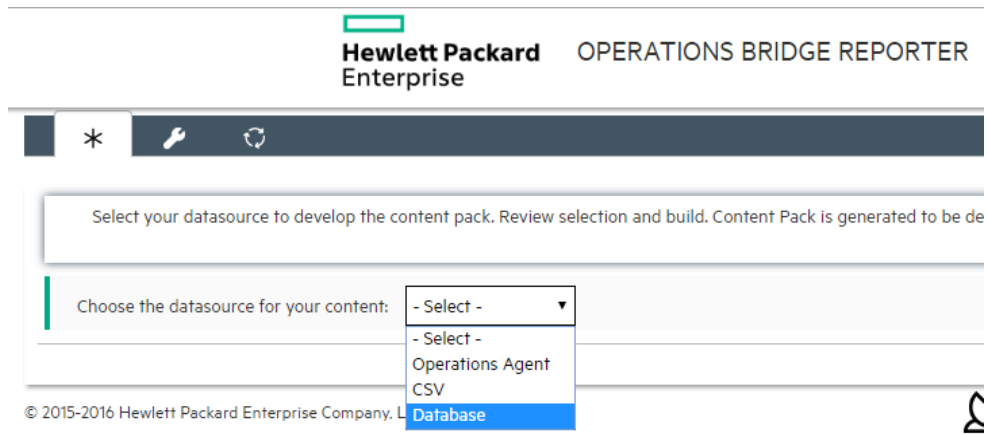 Hewlett Packard
Enterprise
OPERATIONS BRIDGE REPORTER
Select your datasource to develop the content pack. Review selection and build. Content Pack is generated to be de
Choose the datasource for your content:
- Select -
- Select -
Operations Agent
CSV
Database
© 2015-2016 Hewlett Packard Enterprise Company, L